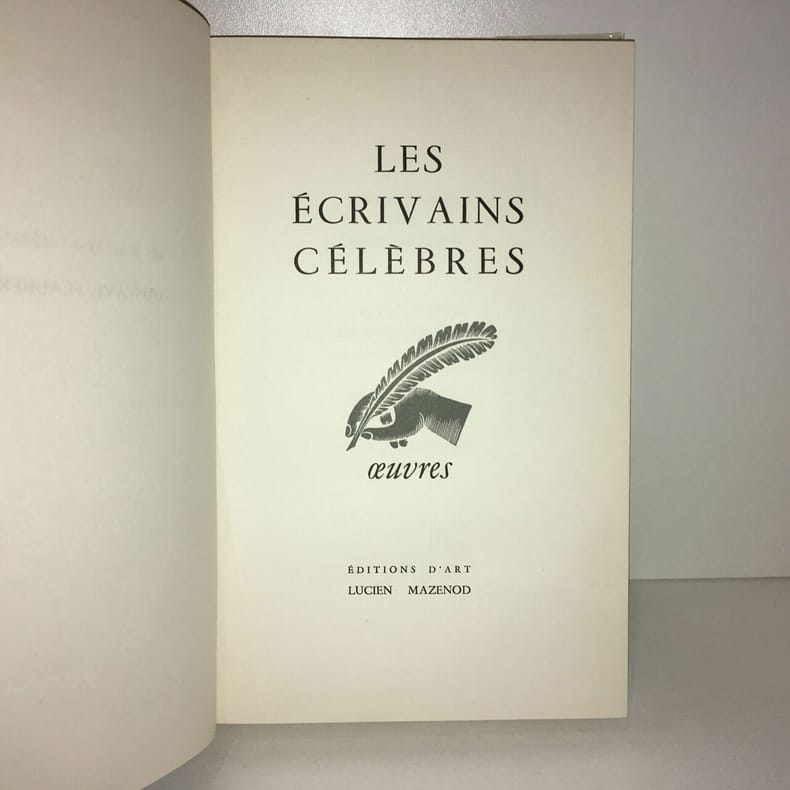 LES
ÉCRIVAINS
CÉLÈBRES
œuvres
ÉDITIONS D'ART
LUCIEN MAZENOD